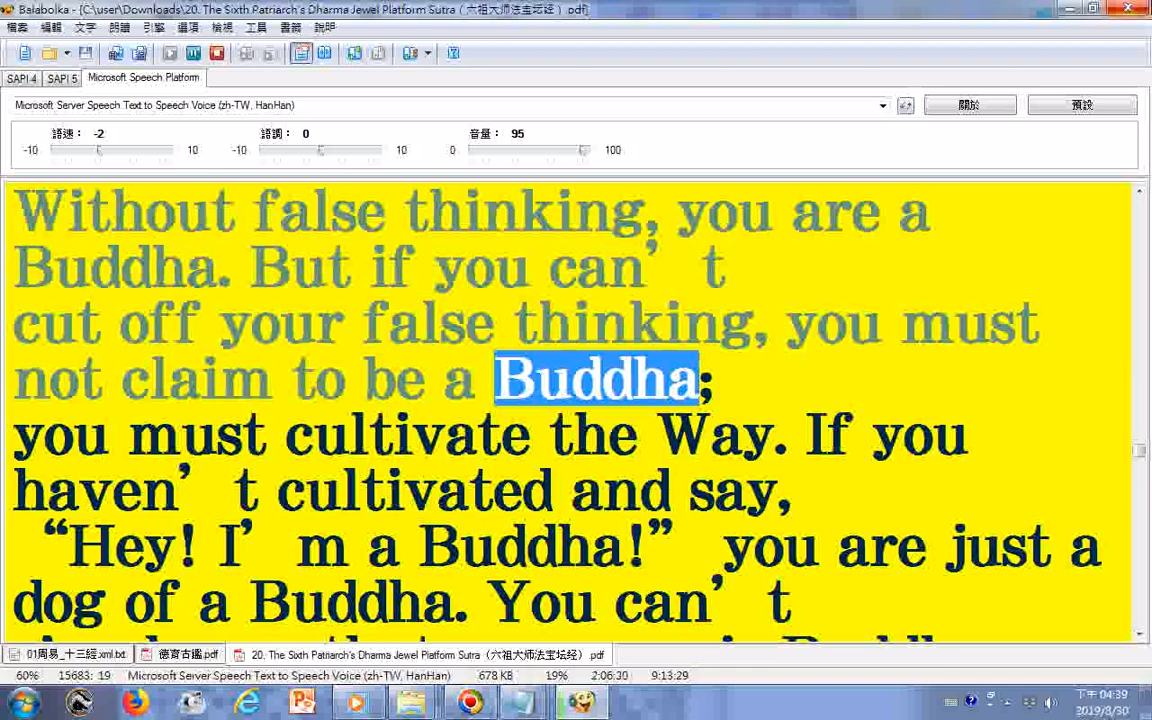 Balabolka - [C:\user\Downloads\20. The Sixth Patriarch's Dharma Jewel Platform Sutra（六祖大师法宝坛经）.pdf]
檔案 編輯 文字 朗讀 引擎 選項 檢視 工具 書籤 說明
SAPI 4 SAPI 5 Microsoft Speech Platform
Microsoft Server Speech Text to Speech Voice (zh-TW, HanHan) 關於 預設
語速： -2 語調： 0 音量： 95
-10 10 -10 10 0 100
Without false thinking, you are a
Buddha. But if you can’t
cut off your false thinking, you must
not claim to be a Buddha;
you must cultivate the Way. If you
haven’t cultivated and say,
“Hey! I’m a Buddha!” you are just a
dog of a Buddha. You can’t
01周易_十三經.xml.txt 德育古鑑.pdf 20. The Sixth Patriarch's Dharma Jewel Platform Sutra（六祖大师法宝坛经）.pdf
60% 15683: 19 Microsoft Server Speech Text to Speech Voice (zh-TW, HanHan) 678 KB 19% 2:06:30 9:13:29
下午 04:39
2019/8/30